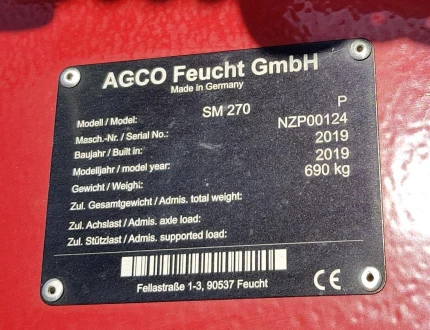 AGCO Feucht GmbH
Made in Germany
Modell / Model: SM 270 P
Masch.-Nr. / Serial No.: NZP00124
Baujahr / Built in: 2019
Modelljahr / model year: 2019
Gewicht / Weigh: 690 kg
Zul. Gesamtgewicht / Admis. total weight:
Zul. Achslast / Admis. axle load:
Zul. Stützlast / Admis. supported load:
Fellastraße 1-3, 90537 Feucht
CE